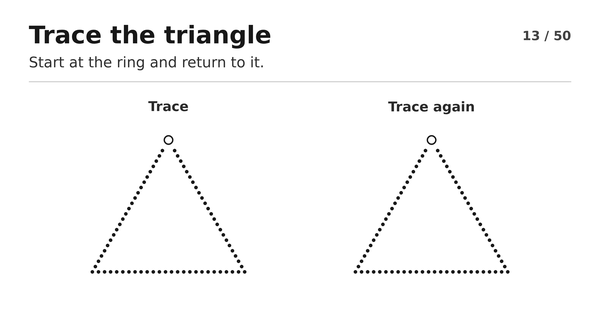 Trace the triangle
13 / 50
Start at the ring and return to it.
Trace
Trace again